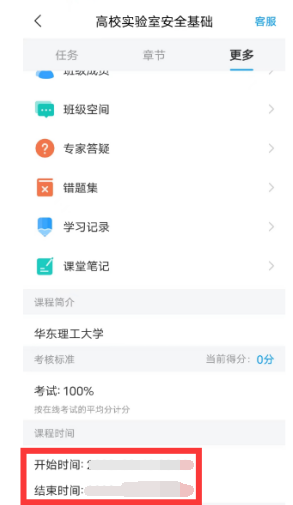 高校实验室安全基础 客服
任务 章节 更多
班级成员
班级空间
专家答疑
错题集
学习记录
课堂笔记
课程简介
华东理工大学
考核标准 当前得分：0分
考试: 100%
按在线考试的平均分计分
课程时间
开始时间:
结束时间: